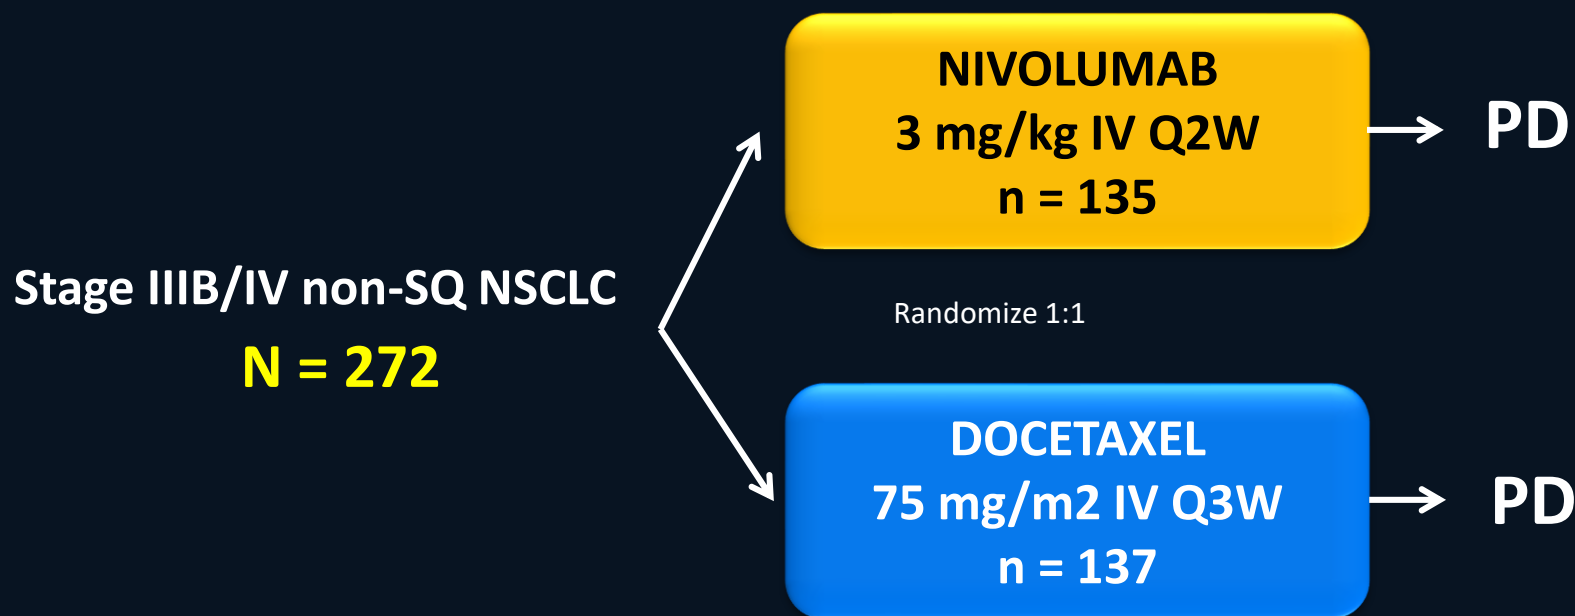 Stage IIIB/IV non-SQ NSCLC
N = 272
NIVOLUMAB
3 mg/kg IV Q2W
n = 135
PD
Randomize 1:1
DOCETAXEL
75 mg/m2 IV Q3W
n = 137
PD